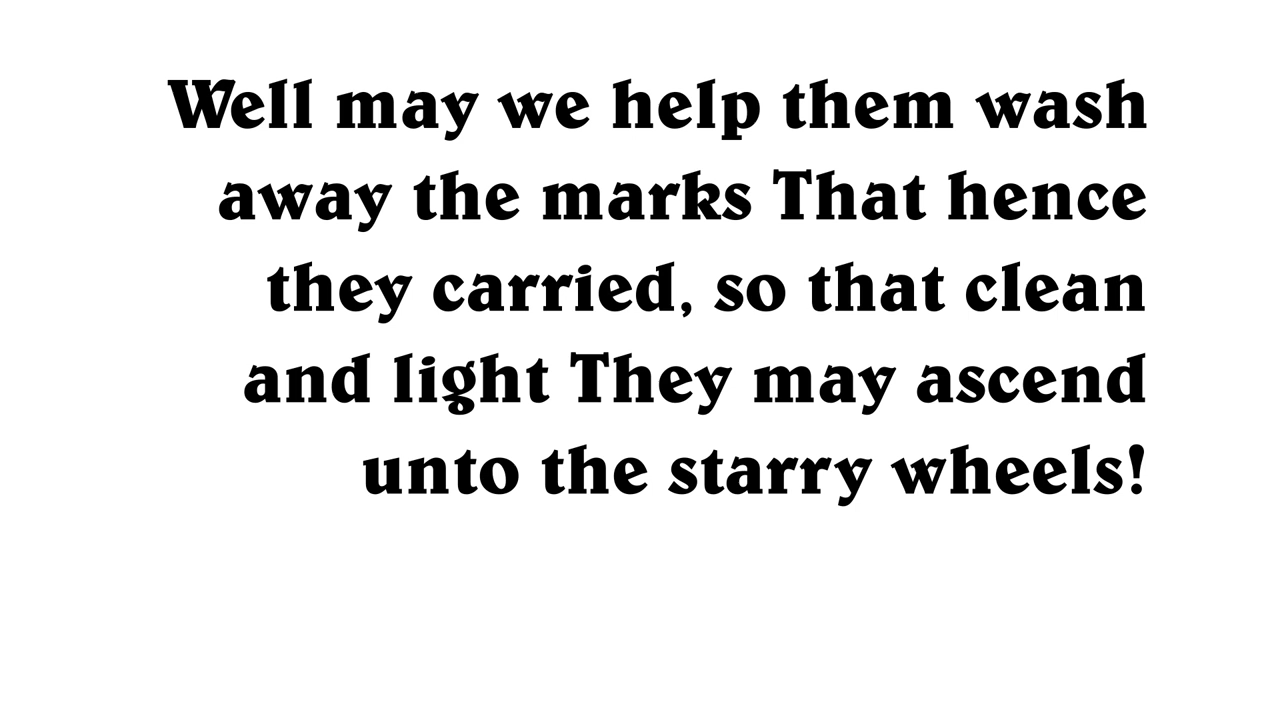 Well may we help them wash
away the marks That hence
they carried, so that clean
and light They may ascend
unto the starry wheels!